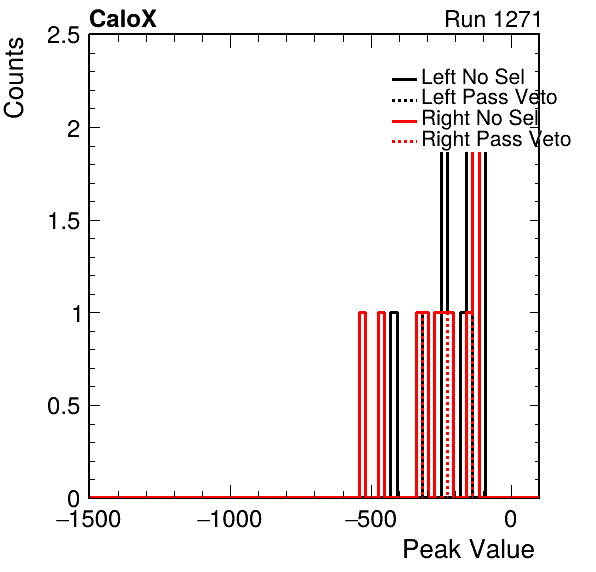 CaloX Run 1271
Counts
2.5
2
1.5
1
0.5
0
Left No Sel
Left Pass Veto
Right No Sel
Right Pass Veto
−1500 −1000 −500 0
Peak Value